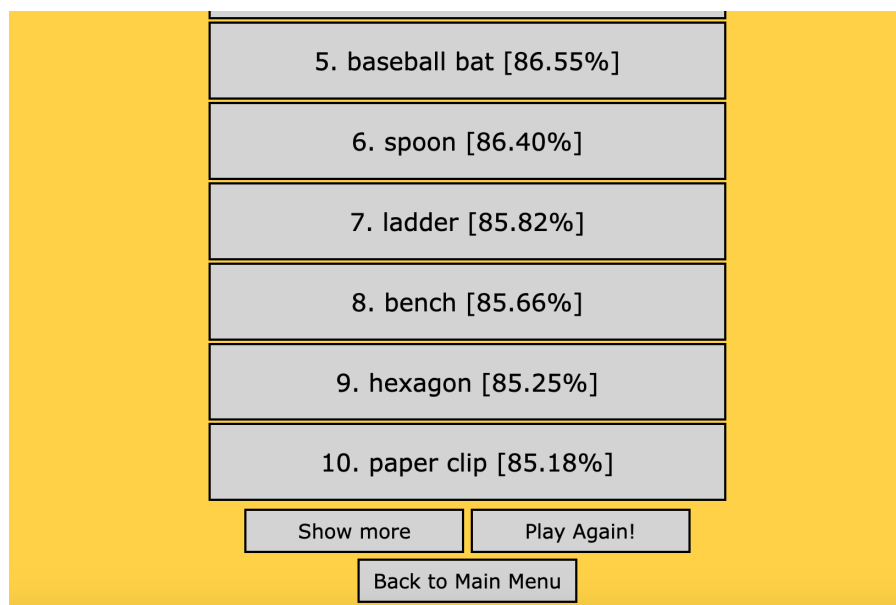 5. baseball bat [86.55%]
6. spoon [86.40%]
7. ladder [85.82%]
8. bench [85.66%]
9. hexagon [85.25%]
10. paper clip [85.18%]
Show more
Play Again!
Back to Main Menu